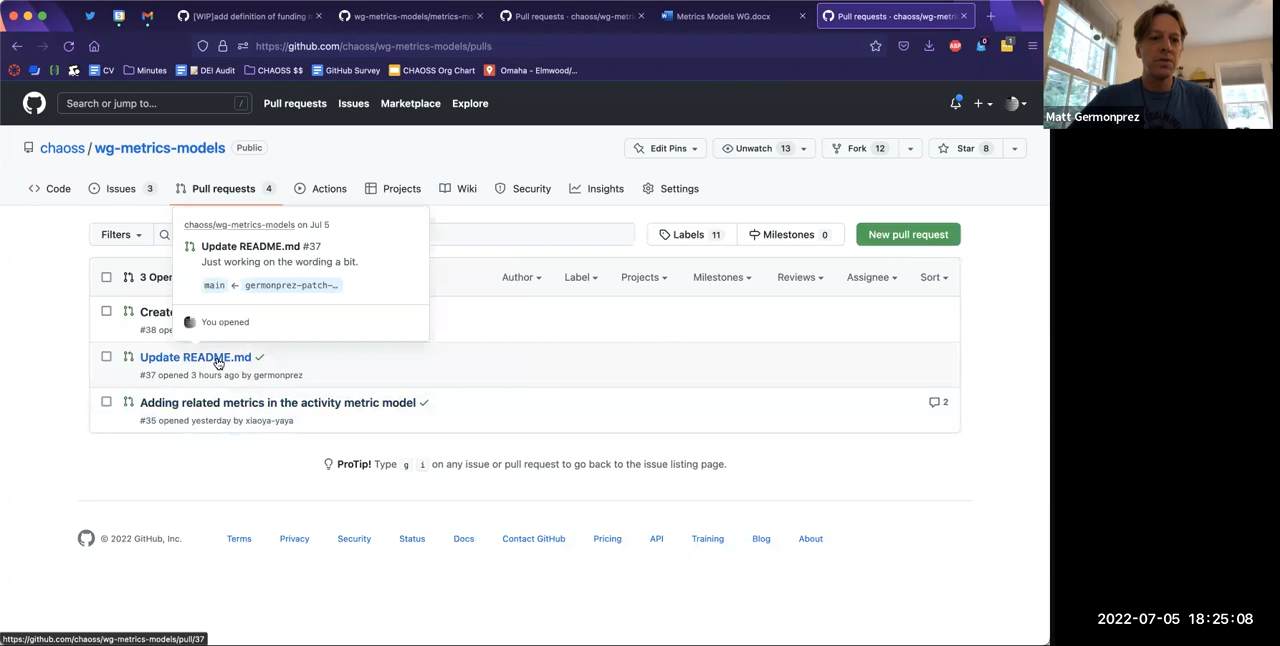 [WIP]add definition of funding
wg-metrics-models/metrics-mo
Pull requests · chaoss/wg-metri
Metrics Models WG.docx
Pull requests · chaoss/wg-metri
https://github.com/chaoss/wg-metrics-models/pulls
ABP
0
1
CV
Minutes
DEI Audit
CHAOSS $$
GitHub Survey
CHAOSS Org Chart
Omaha - Elmwood/...
Search or jump to...
/
Pull requests
Issues
Marketplace
Explore
Matt Germonprez
chaoss / wg-metrics-models
Public
Edit Pins
Unwatch 13
Fork 12
Star 8
Code
Issues 3
Pull requests 4
Actions
Projects
Wiki
Security
Insights
Settings
Filters
Labels 11
Milestones 0
New pull request
chaoss/wg-metrics-models on Jul 5
Update README.md #37
Just working on the wording a bit.
main ← germonprez-patch-…
You opened
3 Open
Author
Label
Projects
Milestones
Reviews
Assignee
Sort
Create
#38 ope
Update README.md
#37 opened 3 hours ago by germonprez
Adding related metrics in the activity metric model
2
#35 opened yesterday by xiaoya-yaya
ProTip! Type g i on any issue or pull request to go back to the issue listing page.
© 2022 GitHub, Inc.
Terms
Privacy
Security
Status
Docs
Contact GitHub
Pricing
API
Training
Blog
About
2022-07-05 18:25:08
https://github.com/chaoss/wg-metrics-models/pull/37